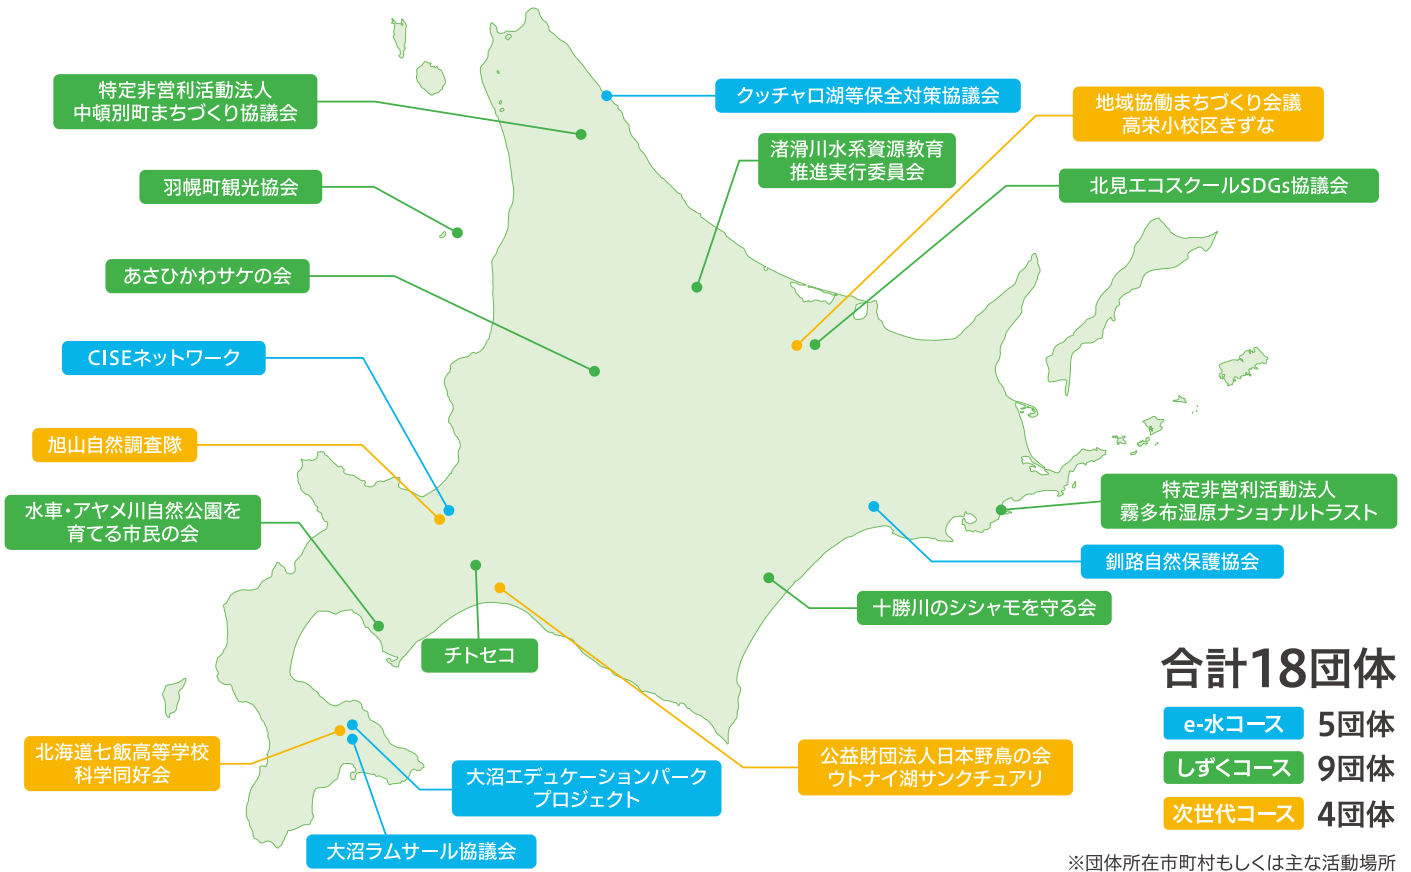 特定非営利活動法人
中頓別町まちづくり協議会
クッチャロ湖等保全対策協議会
地域協働まちづくり会議
高栄小校区きずな
渚滑川水系資源教育
推進実行委員会
羽幌町観光協会
北見エコスクールSDGs協議会
あさひかわサケの会
CISEネットワーク
旭山自然調査隊
水車・アヤメ川自然公園を
育てる市民の会
特定非営利活動法人
霧多布湿原ナショナルトラスト
釧路自然保護協会
十勝川のシシャモを守る会
チトセコ
北海道七飯高等学校
科学同好会
大沼エデュケーションパーク
プロジェクト
公益財団法人日本野鳥の会
ウトナイ湖サンクチュアリ
大沼ラムサール協議会
合計18団体
e-水コース 5団体
しずくコース 9団体
次世代コース 4団体
※団体所在市町村もしくは主な活動場所